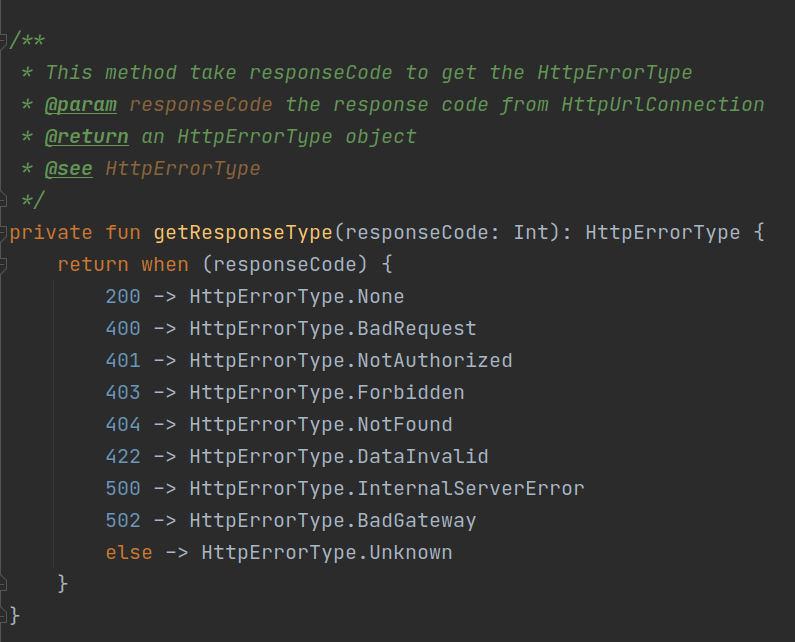 /**
 * This method take responseCode to get the HttpErrorType
 * @param responseCode the response code from HttpUrlConnection
 * @return an HttpErrorType object
 * @see HttpErrorType
 */
private fun getResponseType(responseCode: Int): HttpErrorType {
    return when (responseCode) {
        200 -> HttpErrorType.None
        400 -> HttpErrorType.BadRequest
        401 -> HttpErrorType.NotAuthorized
        403 -> HttpErrorType.Forbidden
        404 -> HttpErrorType.NotFound
        422 -> HttpErrorType.DataInvalid
        500 -> HttpErrorType.InternalServerError
        502 -> HttpErrorType.BadGateway
        else -> HttpErrorType.Unknown
    }
}